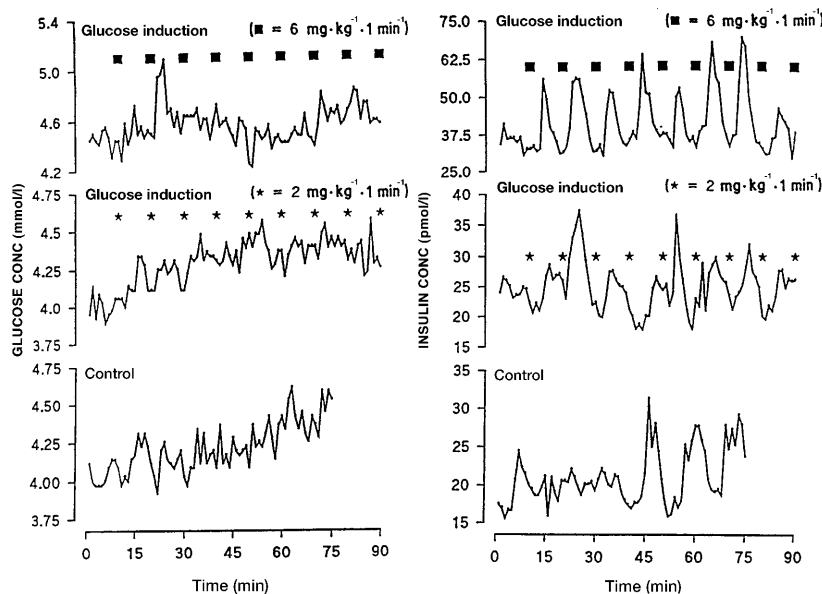 GLUCOSE CONC (mmol/l)
Glucose induction (■ = 6 mg·kg⁻¹·1 min⁻¹)
5.4
5.0
4.6
4.2
Glucose induction (* = 2 mg·kg⁻¹·1 min⁻¹)
4.75
4.50
4.25
4.0
3.75
Control
4.75
4.50
4.25
4.00
3.75
0 15 30 45 60 75 90
Time (min)
INSULIN CONC (pmol/l)
Glucose induction (■ = 6 mg·kg⁻¹·1 min⁻¹)
75.0
62.5
50.0
37.5
25.0
Glucose induction (* = 2 mg·kg⁻¹·1 min⁻¹)
40
35
30
25
20
15
Control
35
30
25
20
15
0 15 30 45 60 75 90
Time (min)